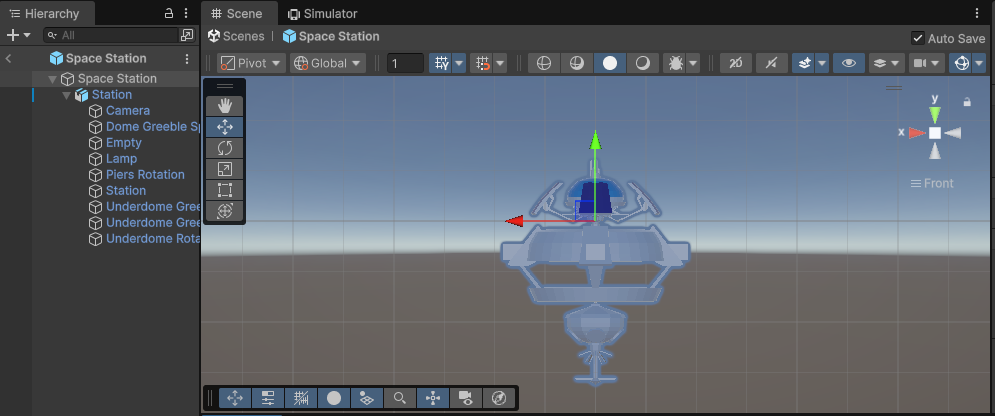 Hierarchy
Scene
Simulator
All
Scenes
Space Station
Auto Save
Space Station
Pivot
Global
1
2D
Space Station
Station
Camera
Dome Greeble Sp
Empty
Lamp
Piers Rotation
Station
Underdome Gree
Underdome Gree
Underdome Rota
y
x
Front